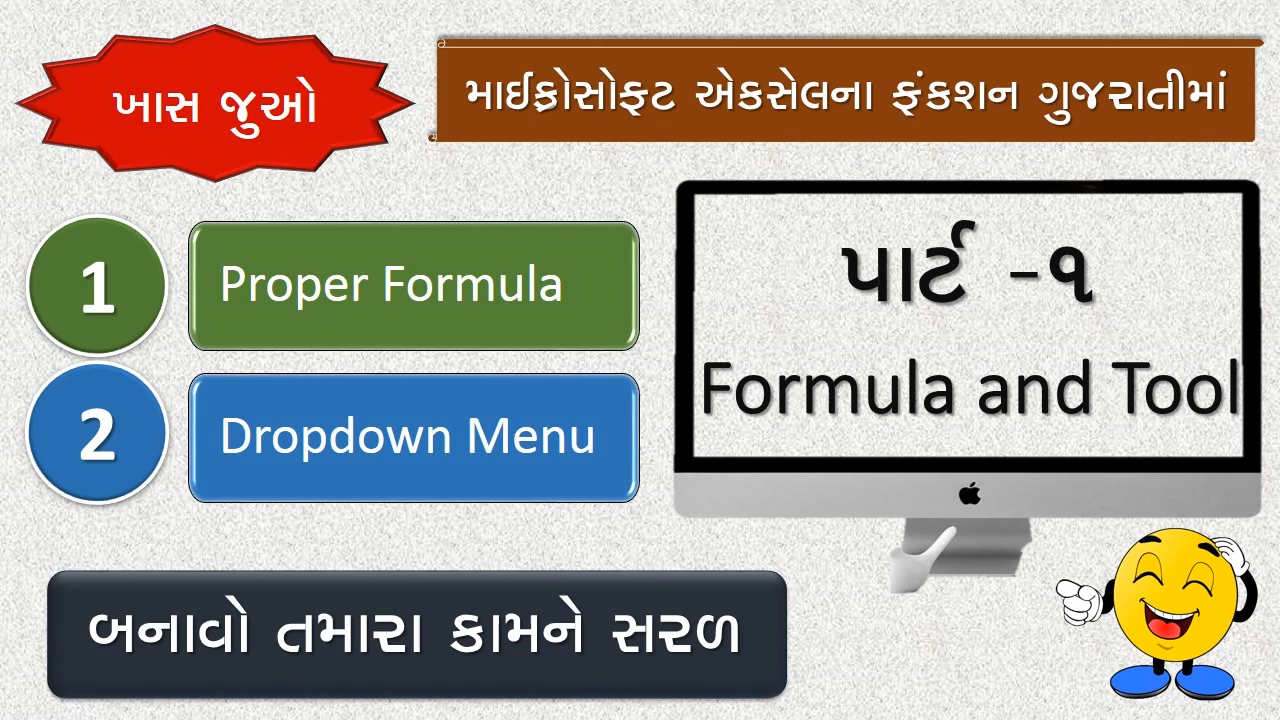 ખાસ જુઓ
માઈક્રોસોફ્ટ એકસેલના ફંકશન ગુજરાતીમાં
1
Proper Formula
2
Dropdown Menu
પાર્ટ -૧
Formula and Tool
બનાવો તમારા કામને સરળ